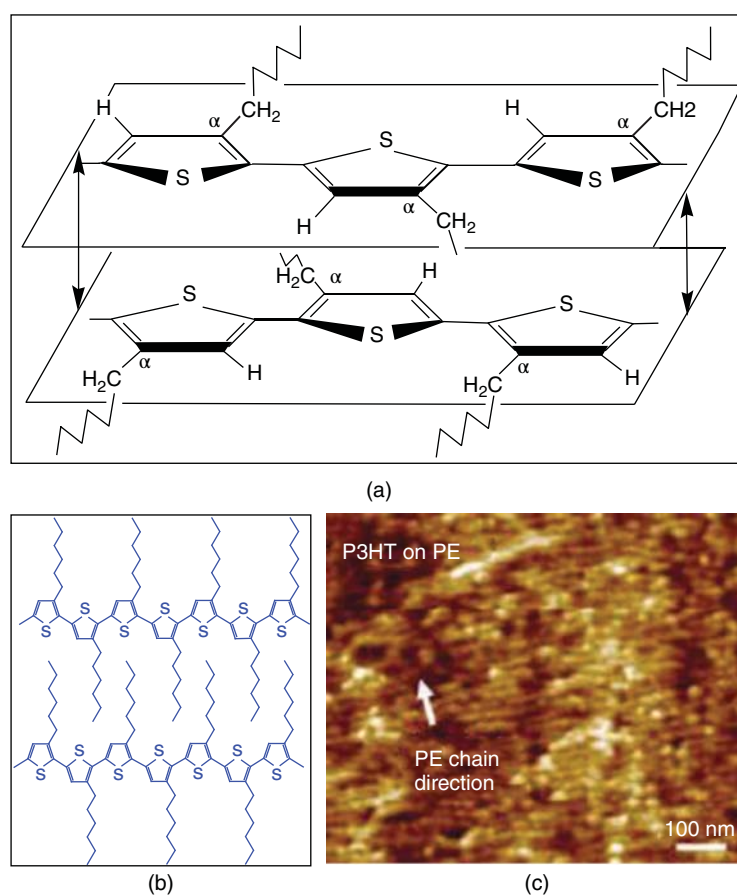 H α CH₂ H α CH2
S S S
H α CH₂
H₂C α H
S S S
α H α H
H₂C H₂C
(a)
S S S
S S S S
S S S
S S S S
(b)
P3HT on PE
PE chain
direction
100 nm
(c)